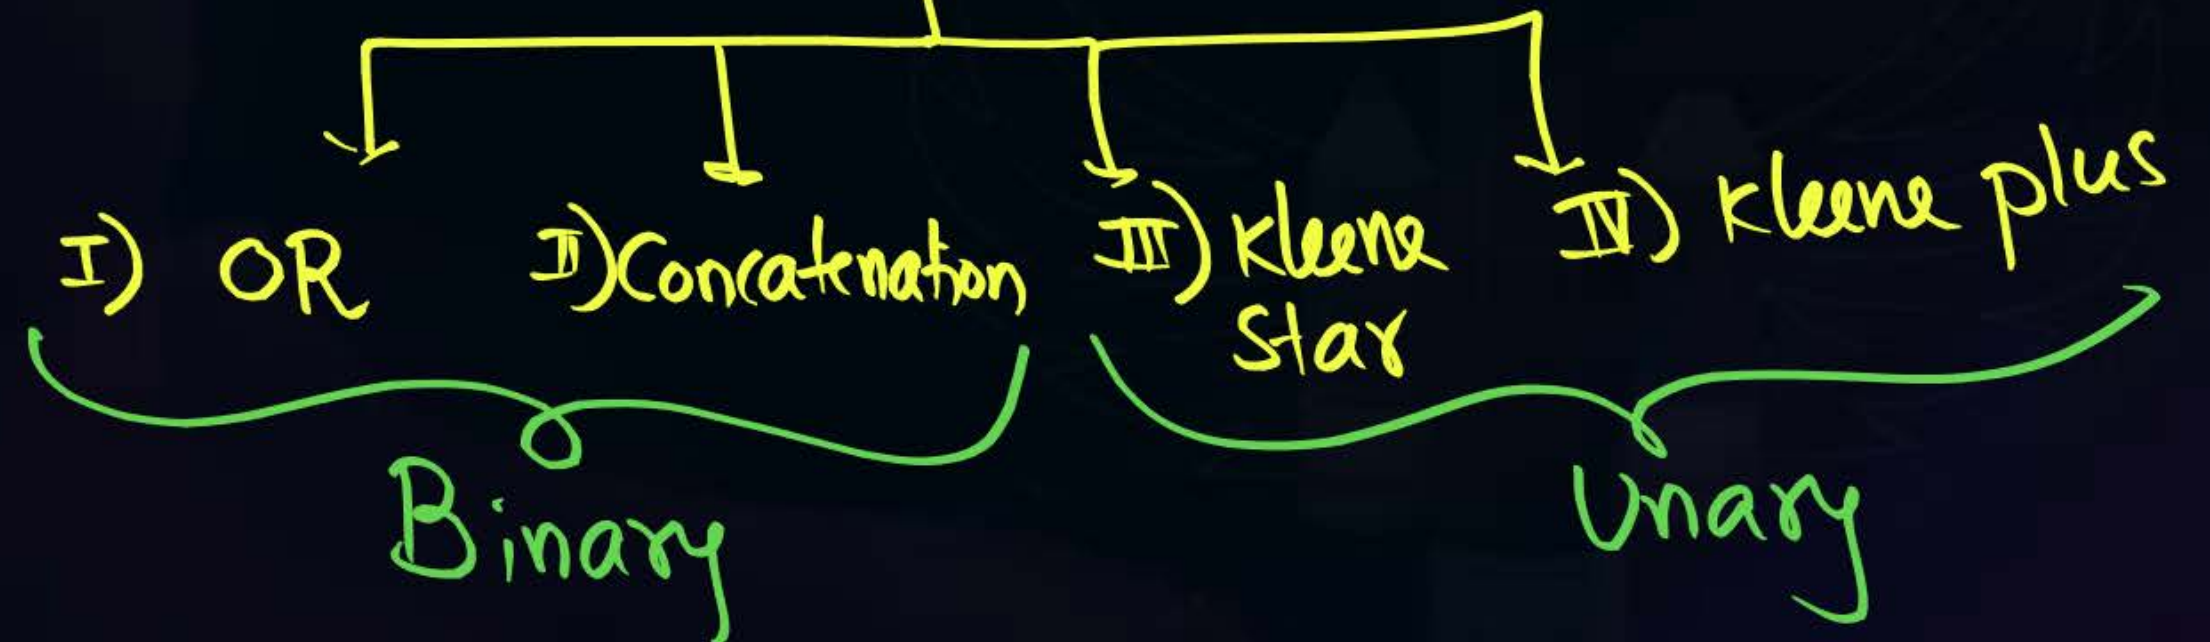 I) OR II) Concatenation III) Kleene Star IV) Kleene plus
Binary Unary